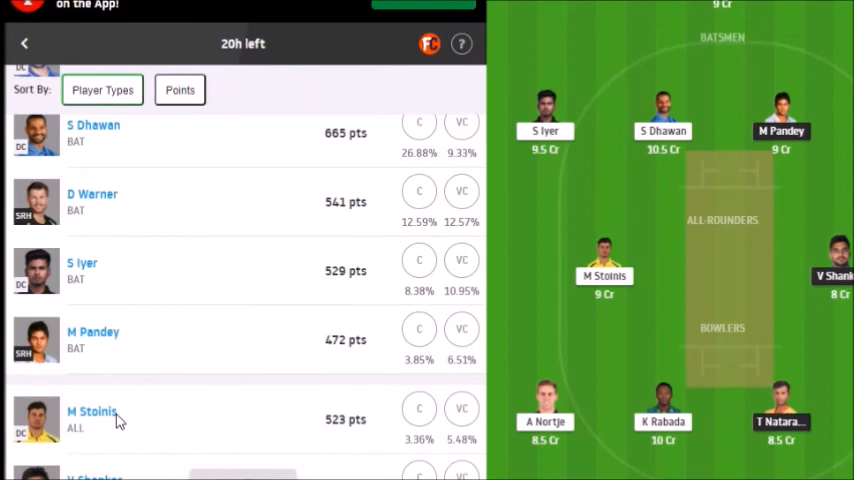 on the App!
20h left
FC
?
Sort By:
Player Types
Points
S Dhawan
BAT
DC
665 pts
C
VC
26.88%
9.33%
D Warner
BAT
SRH
541 pts
C
VC
12.59%
12.57%
S Iyer
BAT
DC
529 pts
C
VC
8.38%
10.95%
M Pandey
BAT
SRH
472 pts
C
VC
3.85%
6.51%
M Stoinis
ALL
DC
523 pts
C
VC
3.36%
5.48%
9 Cr
BATSMEN
S Iyer
9.5 Cr
S Dhawan
10.5 Cr
M Pandey
9 Cr
ALL-ROUNDERS
M Stoinis
9 Cr
V Shank
8 Cr
BOWLERS
A Nortje
8.5 Cr
K Rabada
10 Cr
T Natara...
8.5 Cr